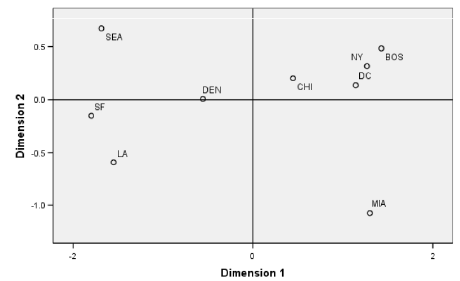 SEA
0.5
NY
BOS
DC
DEN
CHI
0.0
SF
LA
-0.5
MIA
-1.0
Dimension 2
-2
0
2
Dimension 1